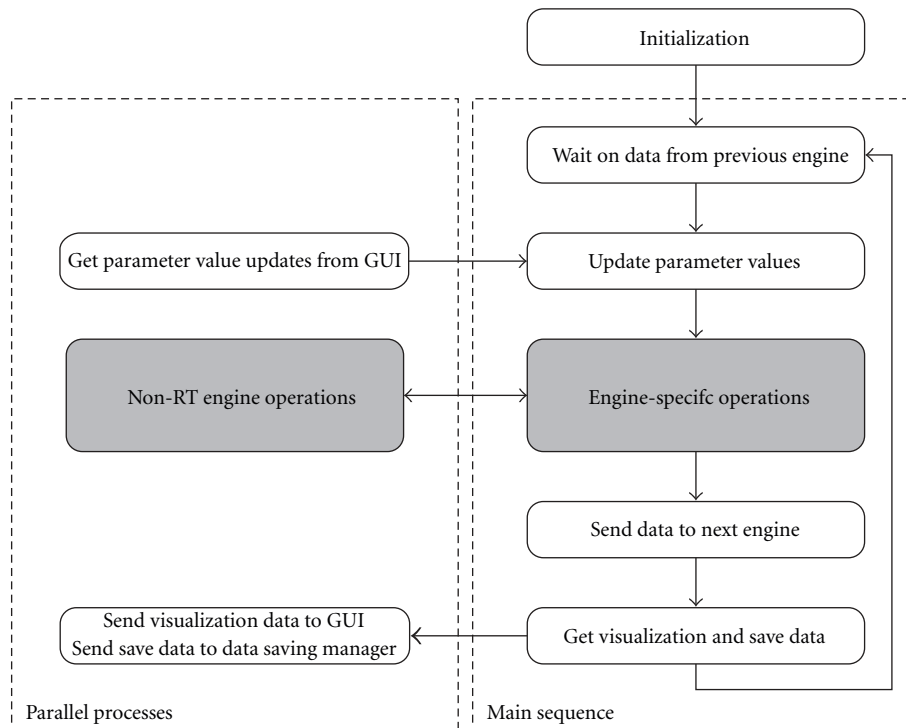 Initialization
Wait on data from previous engine
Get parameter value updates from GUI
Update parameter values
Non-RT engine operations
Engine-specifc operations
Send data to next engine
Send visualization data to GUI
Send save data to data saving manager
Get visualization and save data
Parallel processes
Main sequence